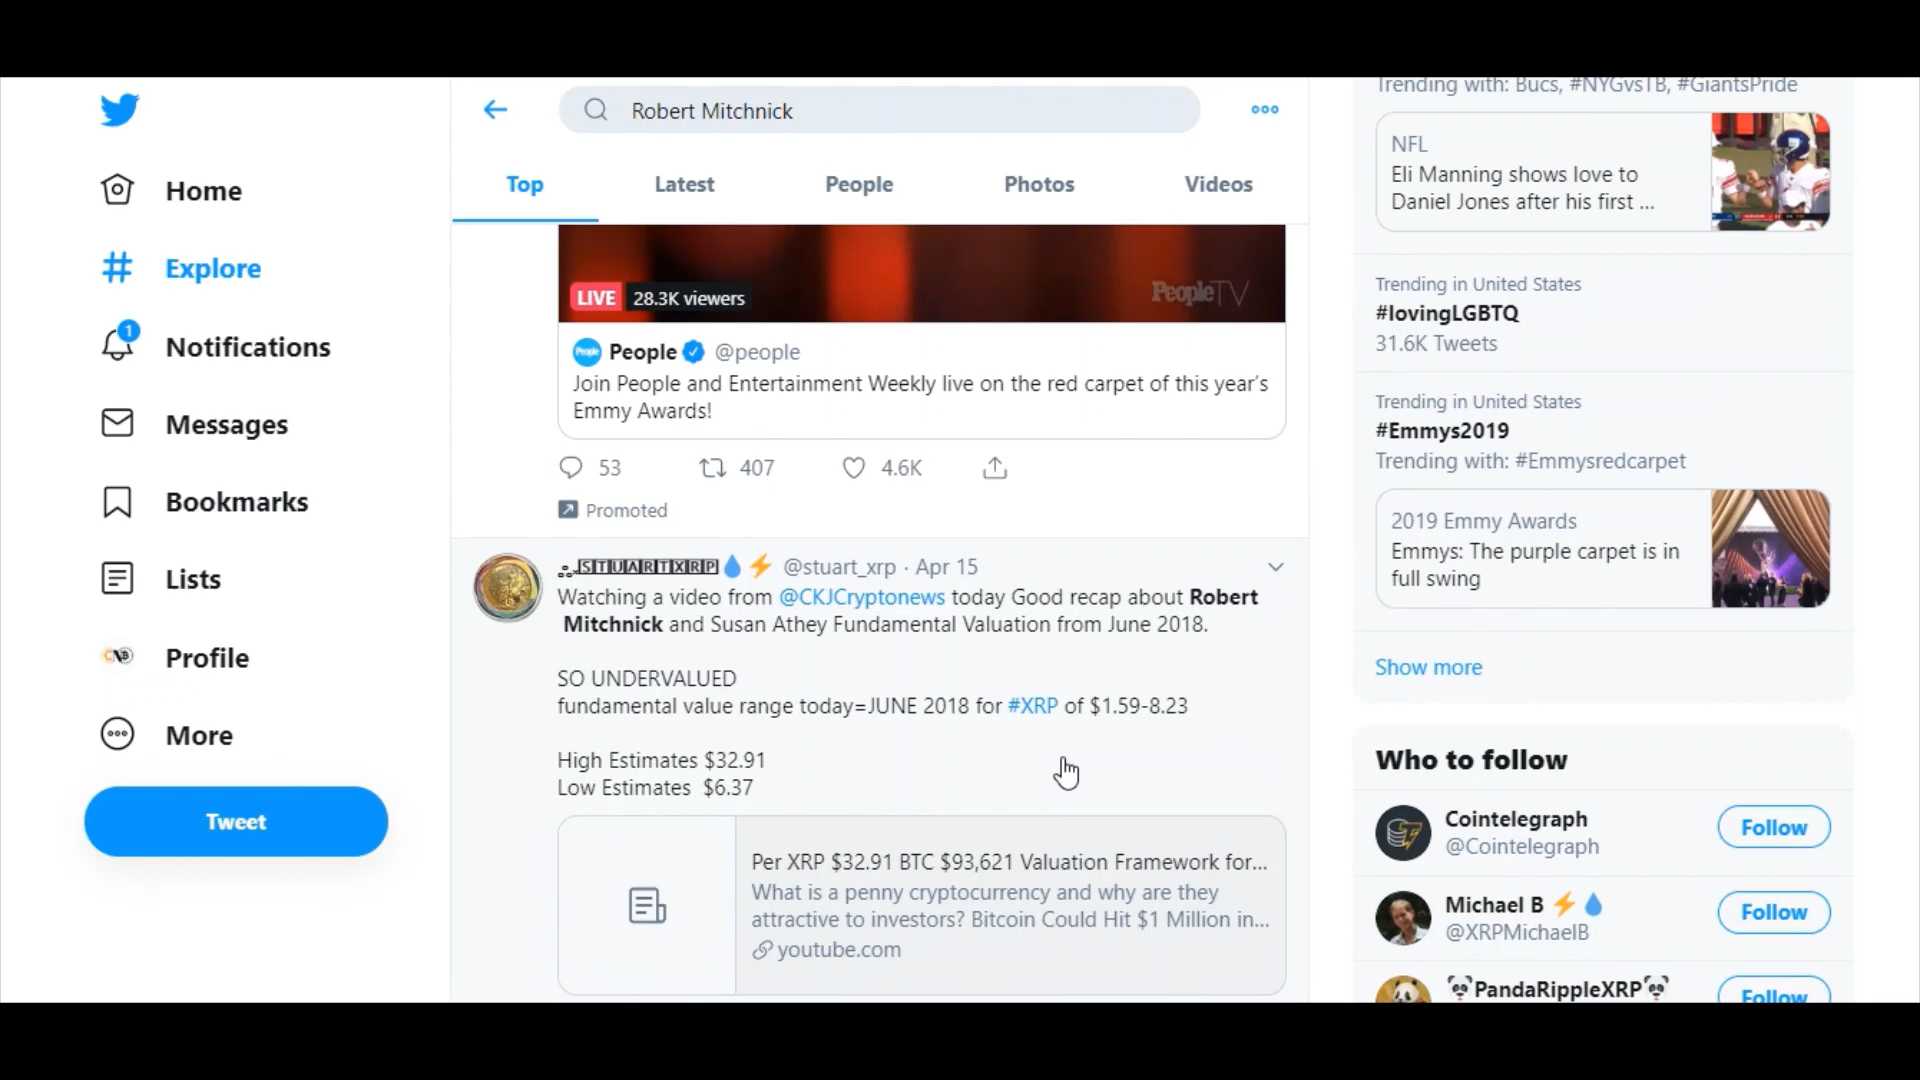 Home
Explore
1
Notifications
Messages
Bookmarks
Lists
Profile
More
Tweet
Robert Mitchnick
Top
Latest
People
Photos
Videos
LIVE 28.3K viewers
PeopleTV
People @people
Join People and Entertainment Weekly live on the red carpet of this year's
Emmy Awards!
53
407
4.6K
Promoted
STUARTXRP💧⚡ @stuart_xrp · Apr 15
Watching a video from @CKJCryptonews today Good recap about Robert
Mitchnick and Susan Athey Fundamental Valuation from June 2018.
SO UNDERVALUED
fundamental value range today=JUNE 2018 for #XRP of $1.59-8.23
High Estimates $32.91
Low Estimates $6.37
Per XRP $32.91 BTC $93,621 Valuation Framework for...
What is a penny cryptocurrency and why are they
attractive to investors? Bitcoin Could Hit $1 Million in...
youtube.com
Trending with: Bucs, #NYGvsTB, #GiantsPride
NFL
Eli Manning shows love to
Daniel Jones after his first ...
Trending in United States
#lovingLGBTQ
31.6K Tweets
Trending in United States
#Emmys2019
Trending with: #Emmysredcarpet
2019 Emmy Awards
Emmys: The purple carpet is in
full swing
Show more
Who to follow
Cointelegraph
@Cointelegraph
Follow
Michael B ⚡💧
@XRPMichaelB
Follow
🐼PandaRippleXRP🐼
Follow